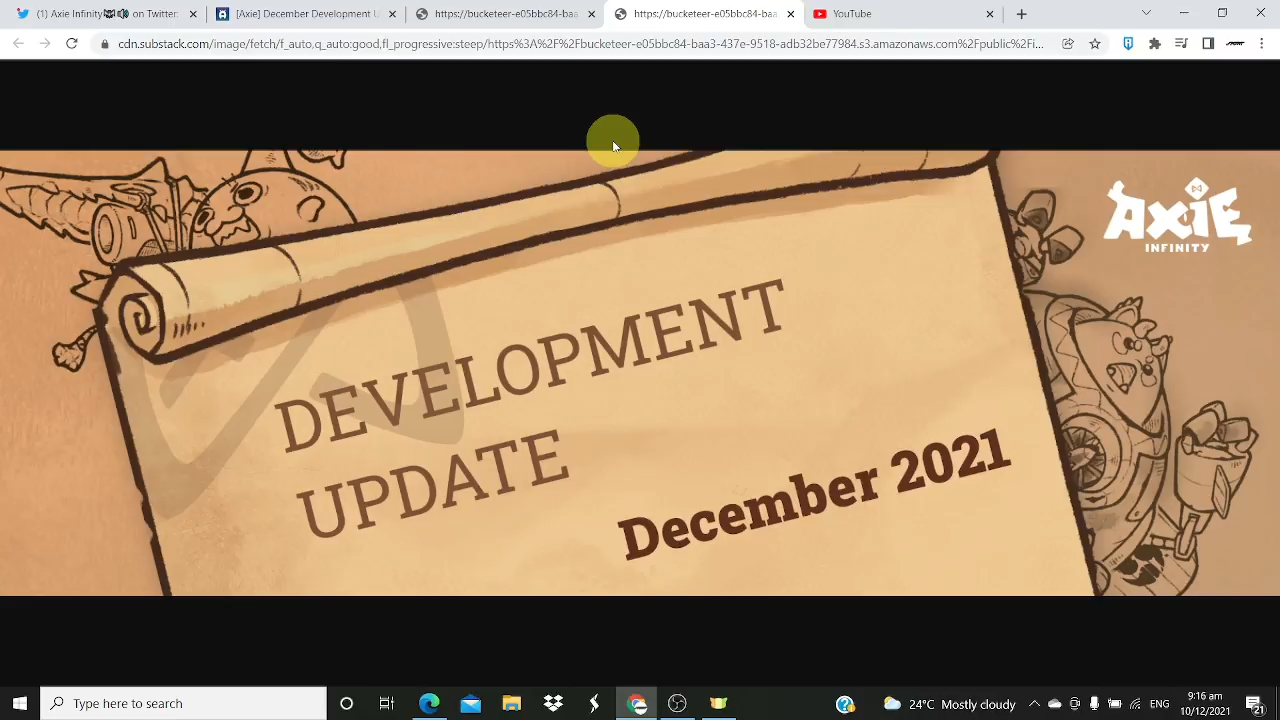 Axie Infinity🐱🔊 on Twitter:
[Axie] December Development U
https://bucketeer-e05bbc84-baa
https://bucketeer-e05bbc84-baa
YouTube
cdn.substack.com/image/fetch/f_auto,q_auto:good,fl_progressive:steep/https%3A%2F%2Fbucketeer-e05bbc84-baa3-437e-9518-adb32be77984.s3.amazonaws.com%2Fpublic%2Fi...
AXIE
INFINITY
DEVELOPMENT
UPDATE
December 2021
Type here to search
24°C Mostly cloudy
ENG
9:16 am
10/12/2021
21